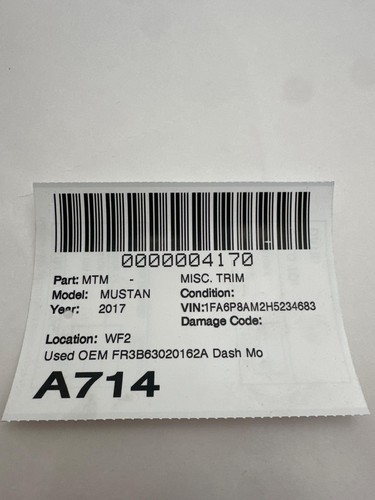 0000004170
Part: MTM - MISC. TRIM
Model: MUSTAN Condition:
Year: 2017 VIN:1FA6P8AM2H5234683
Damage Code:
Location: WF2
Used OEM FR3B63020162A Dash Mo
A714